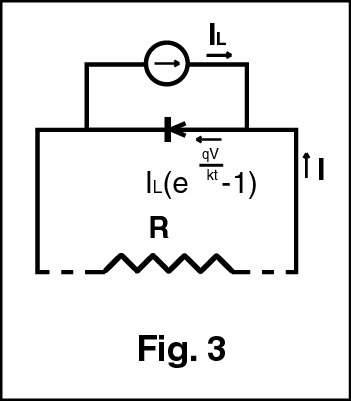 IL
I
IL(e qV/kt -1)
R
Fig. 3